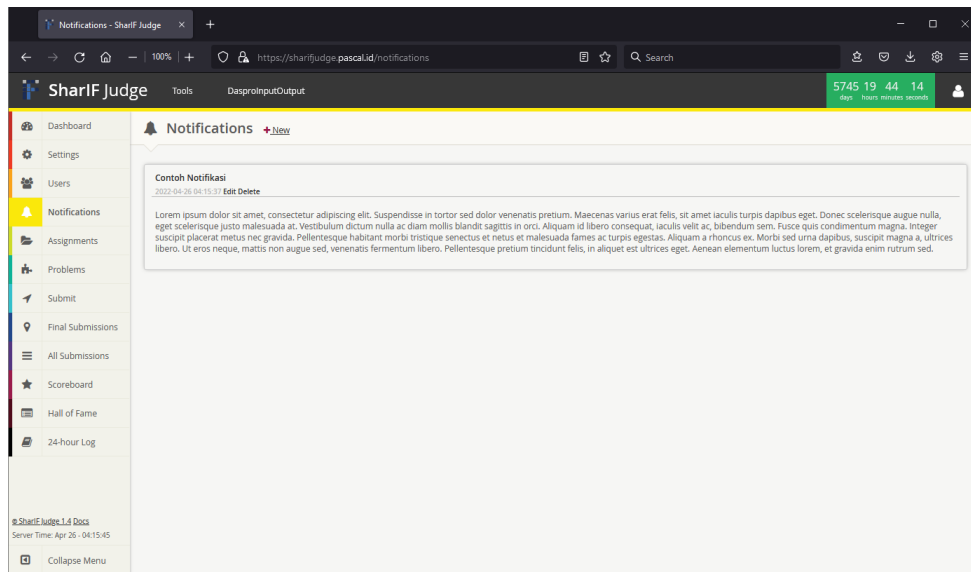 Notifications - SharIF Judge
100%
https://sharifjudge.pascal.id/notifications
Search
SharIF Judge
Tools
DasproInputOutput
5745 19 44 14
days hours minutes seconds
Dashboard
Notifications
New
Settings
Users
Notifications
Assignments
Problems
Submit
Final Submissions
All Submissions
Scoreboard
Hall of Fame
24-hour Log
Contoh Notifikasi
2022-04-26 04:15:37 Edit Delete
Lorem ipsum dolor sit amet, consectetur adipiscing elit. Suspendisse in tortor sed dolor venenatis pretium. Maecenas varius erat felis, sit amet iaculis turpis dapibus eget. Donec scelerisque augue nulla,
eget scelerisque justo malesuada at. Vestibulum dictum nulla ac diam mollis blandit sagittis in orci. Aliquam id libero consequat, iaculis velit ac, bibendum sem. Fusce quis condimentum magna. Integer
suscipit placerat metus nec gravida. Pellentesque habitant morbi tristique senectus et netus et malesuada fames ac turpis egestas. Aliquam a rhoncus ex. Morbi sed urna dapibus, suscipit magna a, ultrices
libero. Ut eros neque, mattis non augue sed, venenatis fermentum libero. Pellentesque pretium tincidunt felis, in aliquet est ultrices eget. Aenean elementum luctus lorem, et gravida enim rutrum sed.
© SharIF Judge 1.4 Docs
Server Time: Apr 26 - 04:15:45
Collapse Menu